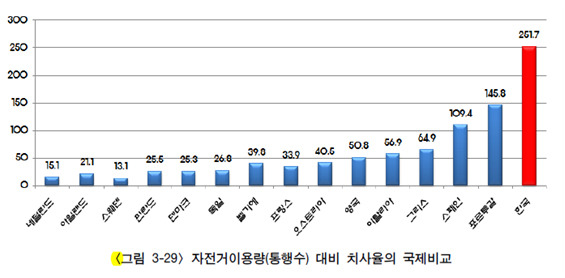 300
250
200
150
100
50
0
15.1 21.1 13.1 25.5 25.3 26.8 39.8 33.9 40.5 50.8 56.9 64.9 109.4 145.8 251.7
네덜란드 아일랜드 스웨덴 핀란드 덴마크 독일 벨기에 프랑스 오스트리아 영국 이탈리아 그리스 스페인 포르투갈 한국
<그림 3-29> 자전거이용량(통행수) 대비 치사율의 국제비교